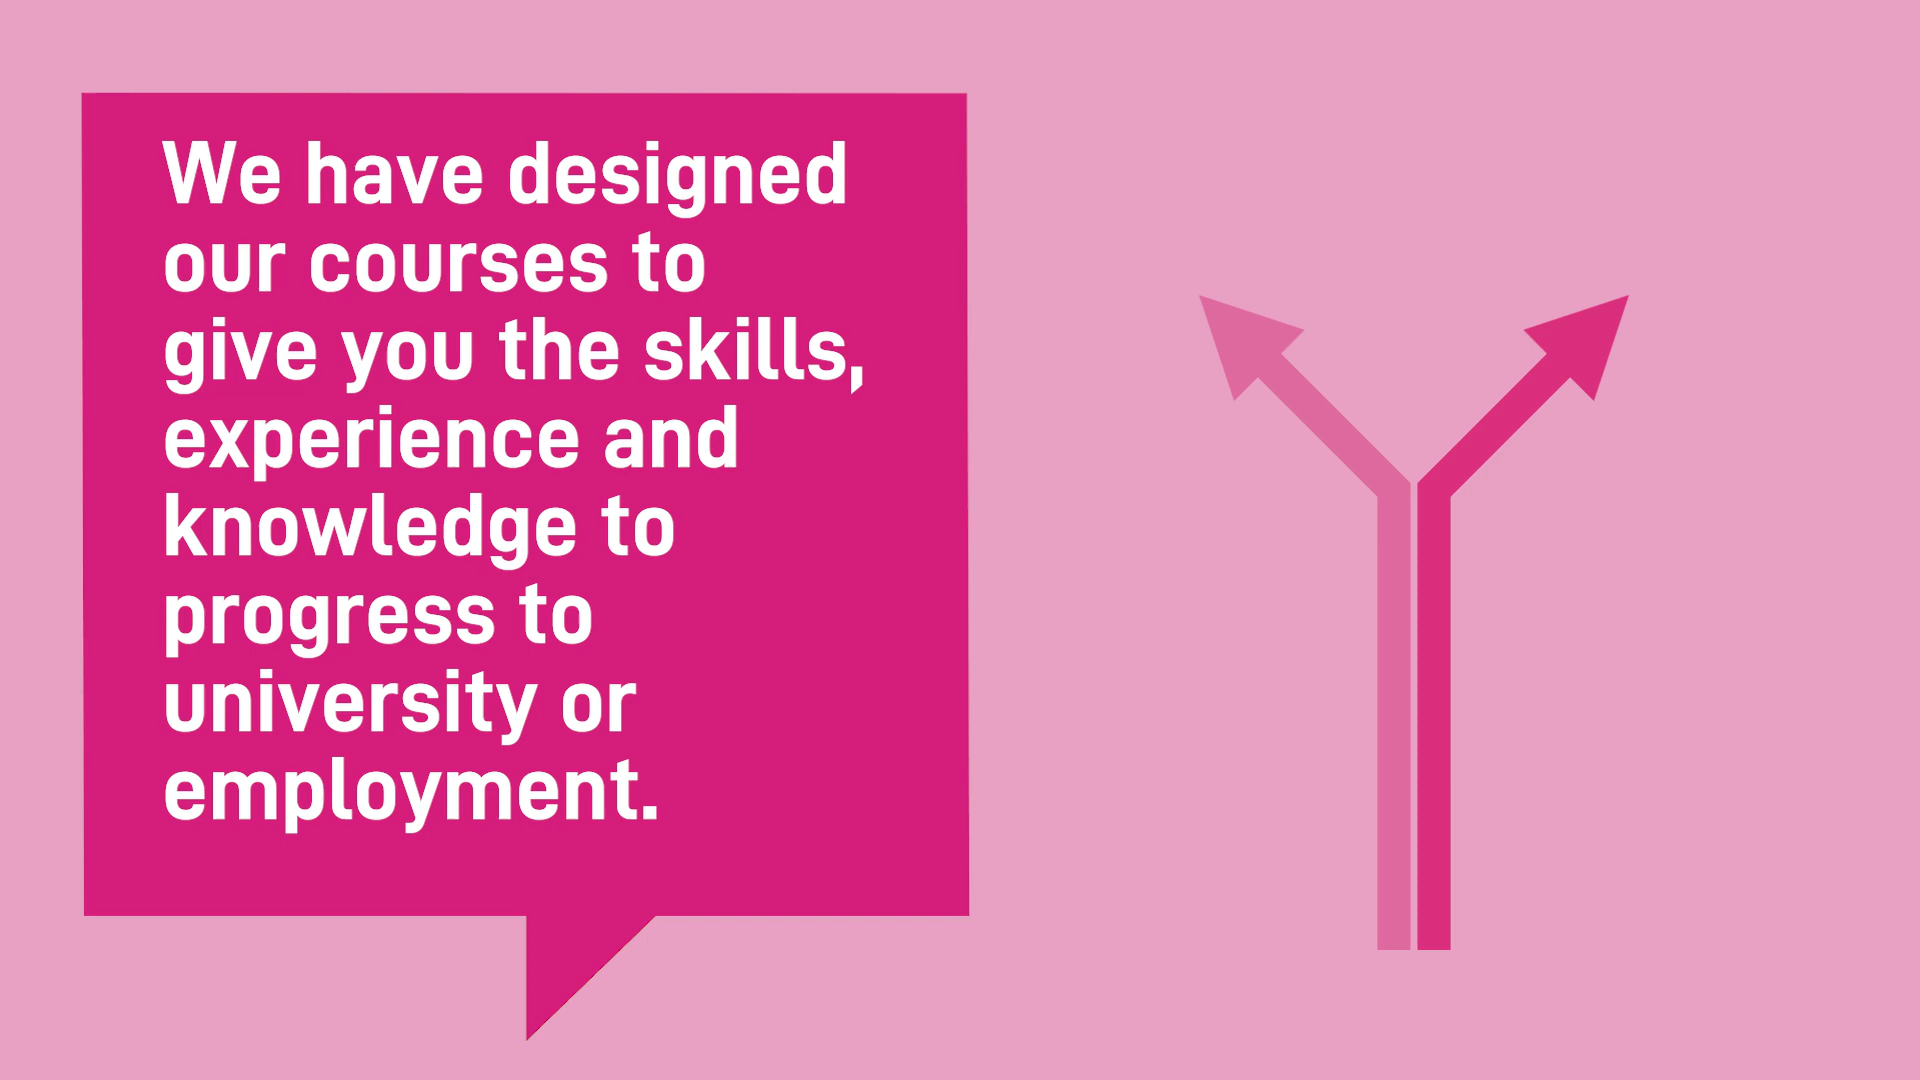 We have designed
our courses to
give you the skills,
experience and
knowledge to
progress to
university or
employment.